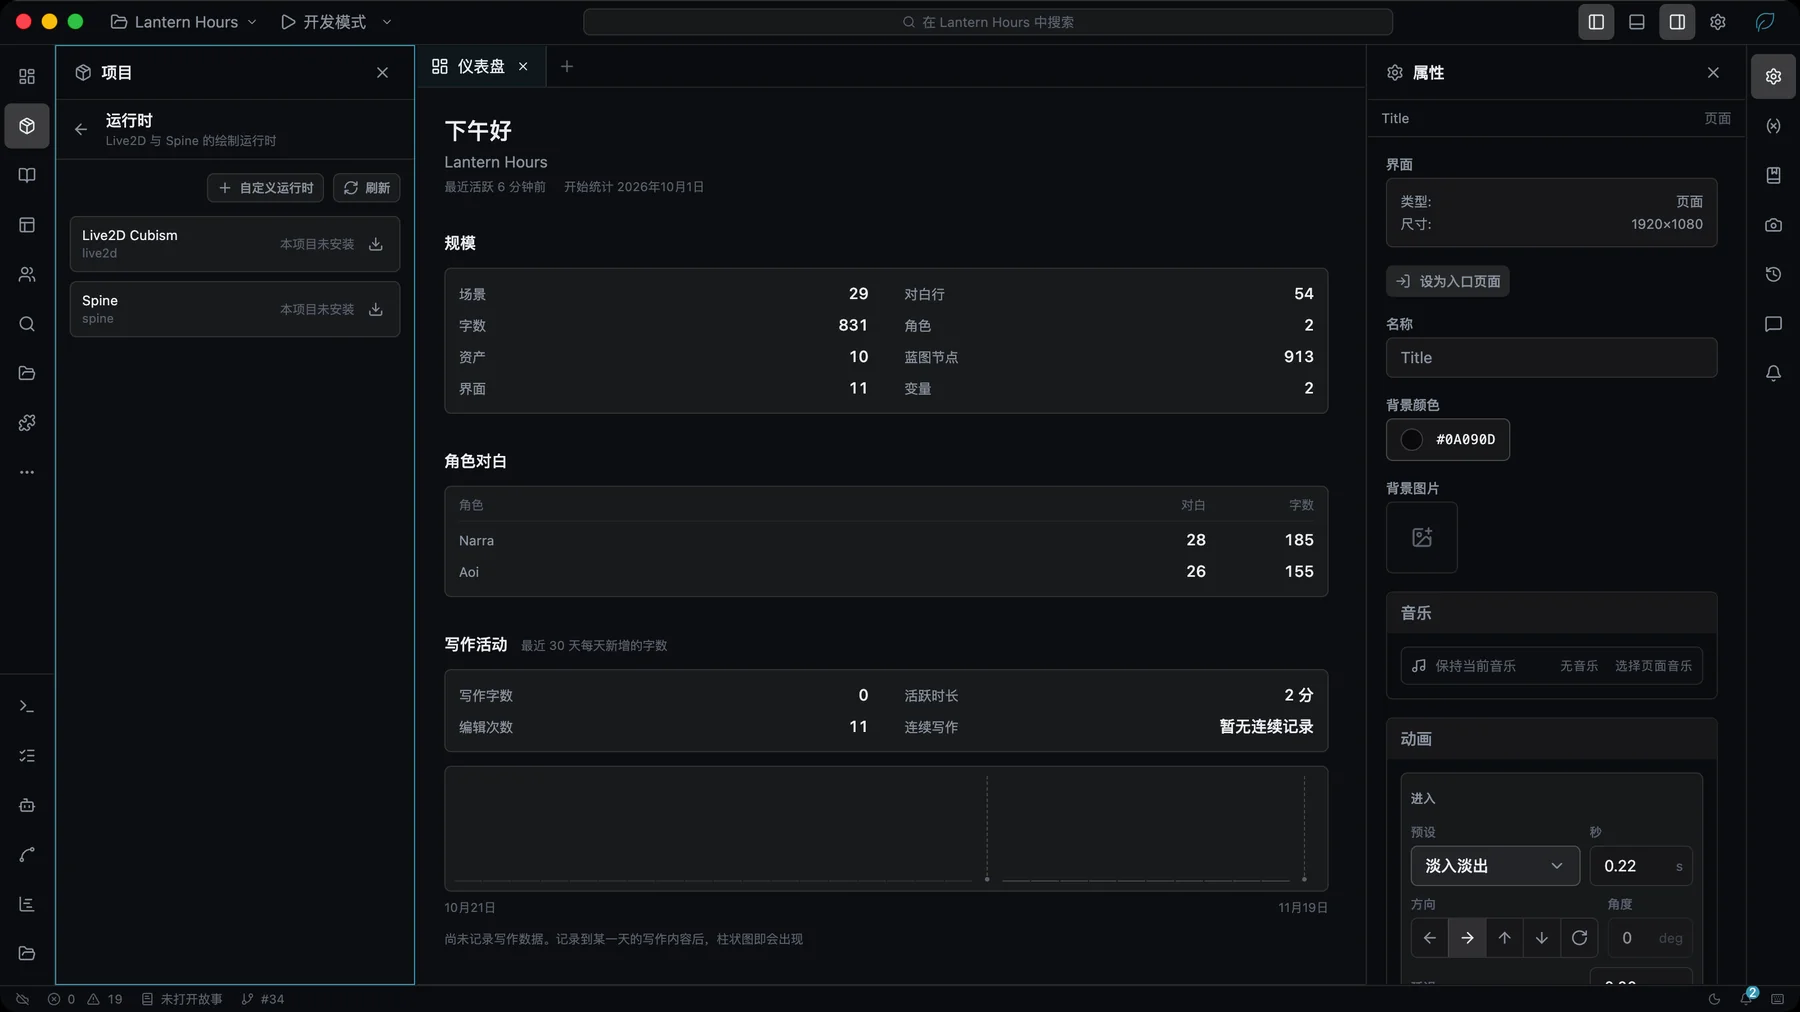 Lantern Hours
开发模式
在 Lantern Hours 中搜索
项目
运行时
Live2D 与 Spine 的绘制运行时
自定义运行时
刷新
Live2D Cubism
live2d
本项目未安装
Spine
spine
本项目未安装
仪表盘
下午好
Lantern Hours
最近活跃 6 分钟前 开始统计 2026年10月1日
规模
场景 29 对白行 54
字数 831 角色 2
资产 10 蓝图节点 913
界面 11 变量 2
角色对白
角色 对白 字数
Narra 28 185
Aoi 26 155
写作活动 最近 30 天每天新增的字数
写作字数 0 活跃时长 2 分
编辑次数 11 连续写作 暂无连续记录
10月21日 11月19日
尚未记录写作数据。记录到某一天的写作内容后，柱状图即会出现
属性
Title 页面
界面
类型: 页面
尺寸: 1920×1080
设为入口页面
名称
Title
背景颜色
#0A090D
背景图片
音乐
保持当前音乐 无音乐 选择页面音乐
动画
进入
预设 秒
淡入淡出 0.22 s
方向 角度
0 deg
0 19 未打开故事 #34
2